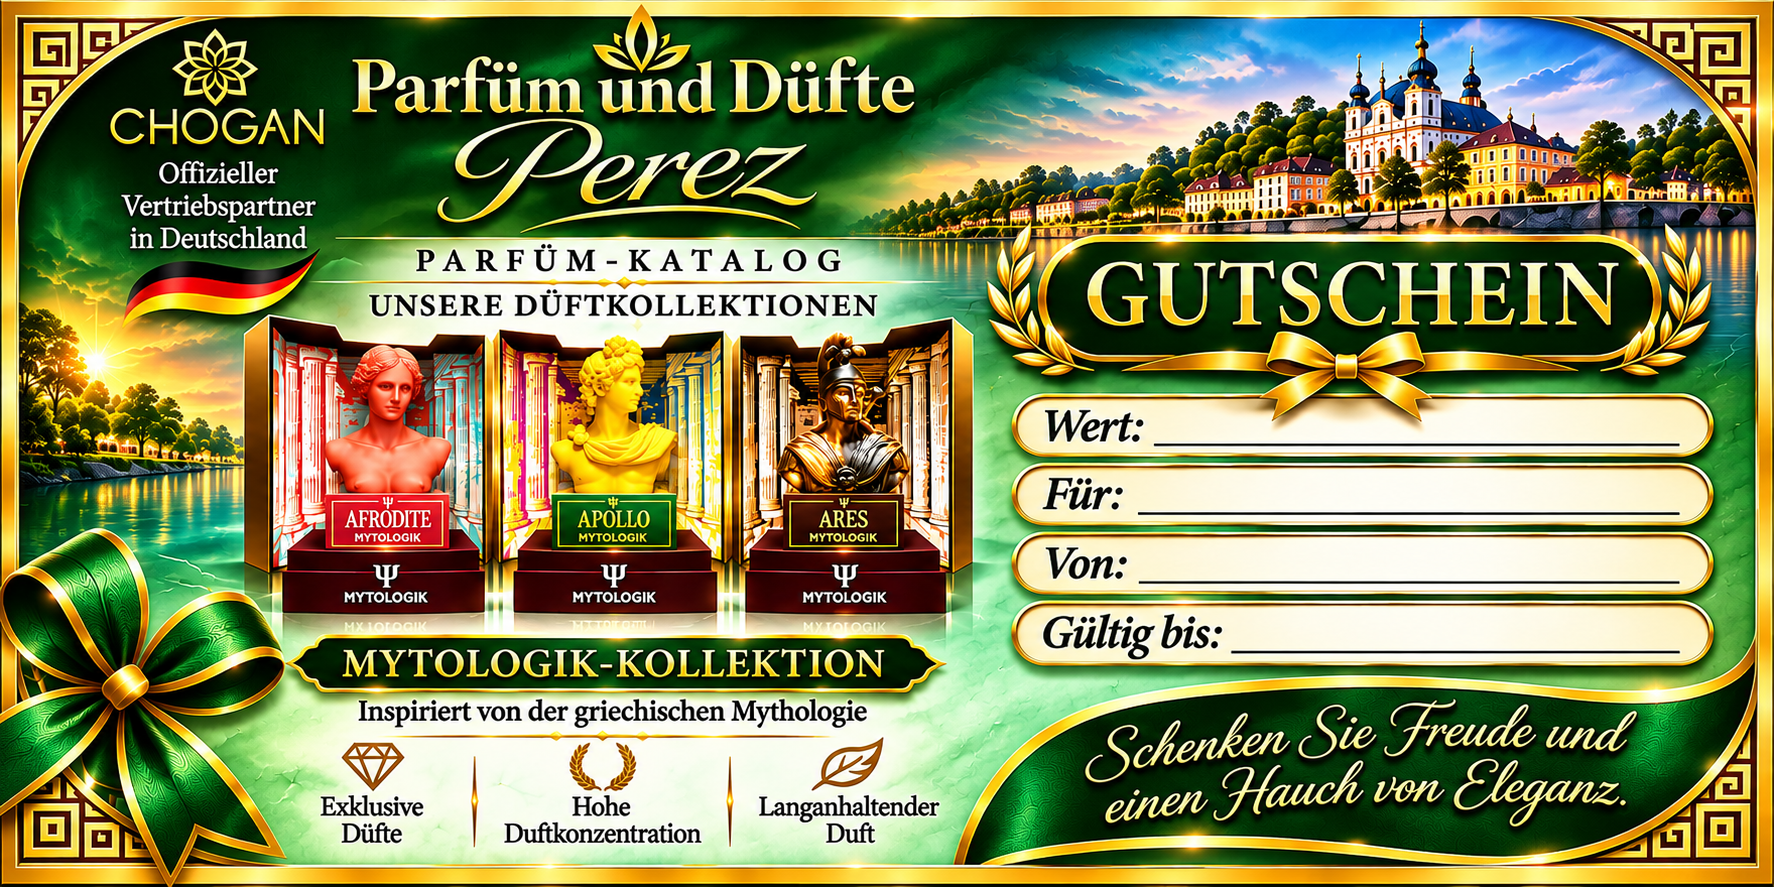 CHOGAN
Offizieller
Vertriebspartner
in Deutschland
Parfüm und Düfte
Perez
PARFÜM-KATALOG
UNSERE DÜFTKOLLEKTIONEN
AFRODITE
MYTOLOGIK
MYTOLOGIK
APOLLO
MYTOLOGIK
MYTOLOGIK
ARES
MYTOLOGIK
MYTOLOGIK
MYTOLOGIK-KOLLEKTION
Inspiriert von der griechischen Mythologie
Exklusive
Düfte
Hohe
Duftkonzentration
Langanhaltender
Duft
GUTSCHEIN
Wert:
Für:
Von:
Gültig bis:
Schenken Sie Freude und
einen Hauch von Eleganz.